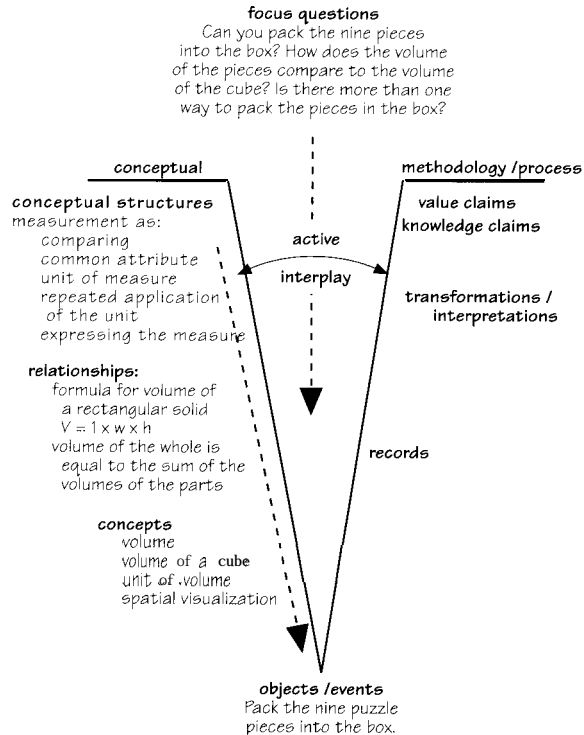 focus questions
Can you pack the nine pieces
into the box? How does the volume
of the pieces compare to the volume
of the cube? Is there more than one
way to pack the pieces in the box?
conceptual
methodology / process
conceptual structures
measurement as:
comparing
common attribute
unit of measure
repeated application
of the unit
expressing the measure
relationships:
formula for volume of
a rectangular solid
V = 1 x w x h
volume of the whole is
equal to the sum of the
volumes of the parts
concepts
volume
volume of a cube
unit of .volume
spatial visualization
active
interplay
value claims
knowledge claims
transformations /
interpretations
records
objects / events
Pack the nine puzzle
pieces into the box.